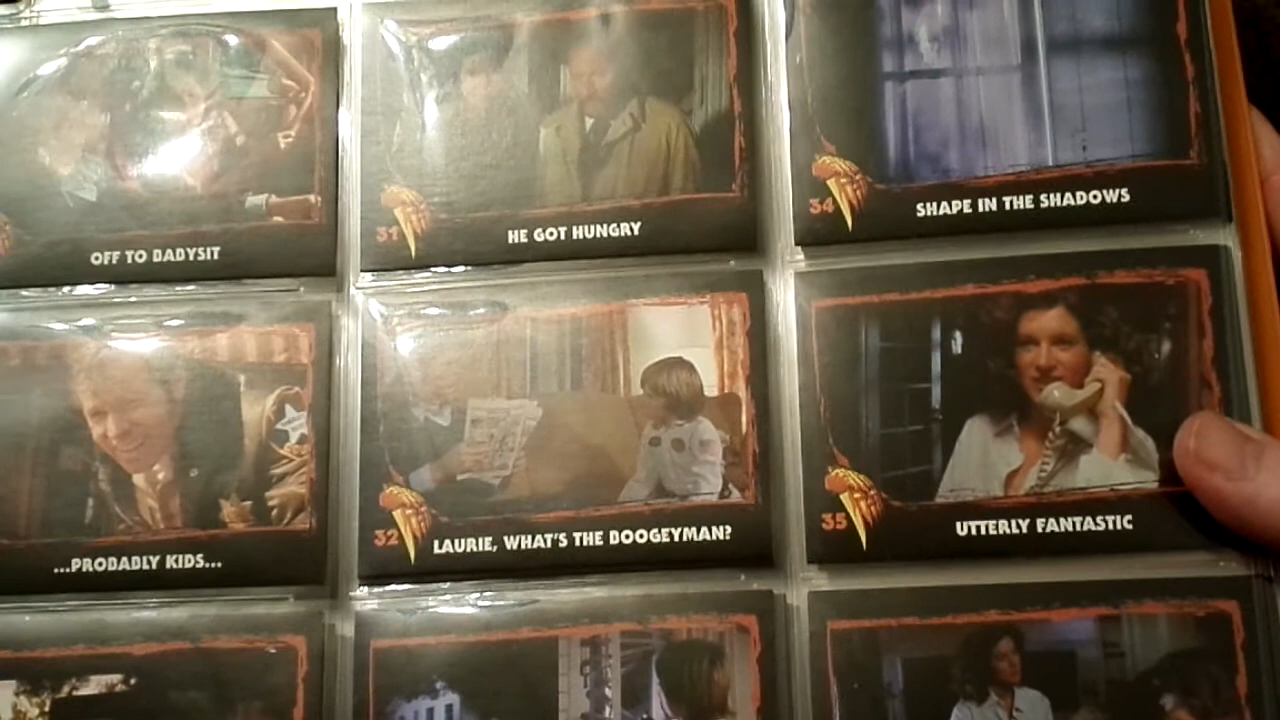 OFF TO BABYSIT
31 HE GOT HUNGRY
34 SHAPE IN THE SHADOWS
...PROBABLY KIDS...
32 LAURIE, WHAT'S THE BOOGEYMAN?
35 UTTERLY FANTASTIC